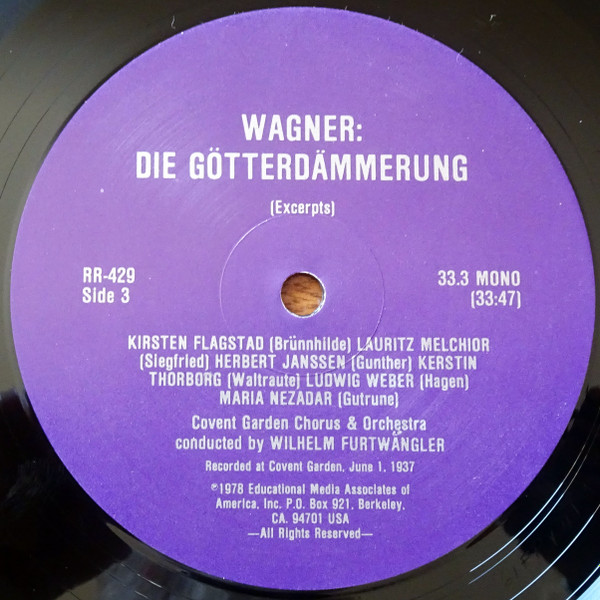 WAGNER:
DIE GÖTTERDÄMMERUNG
(Excerpts)
RR-429
Side 3
33.3 MONO
(33:47)
KIRSTEN FLAGSTAD (Brünnhilde) LAURITZ MELCHIOR
(Siegfried) HERBERT JANSSEN (Gunther) KERSTIN
THORBORG (Waltraute) LUDWIG WEBER (Hagen)
MARIA NEZADAR (Gutrune)
Covent Garden Chorus & Orchestra
conducted by WILHELM FURTWÄNGLER
Recorded at Covent Garden, June 1, 1937
℗1978 Educational Media Associates of
America, Inc. P.O. Box 921, Berkeley,
CA. 94701 USA
—All Rights Reserved—